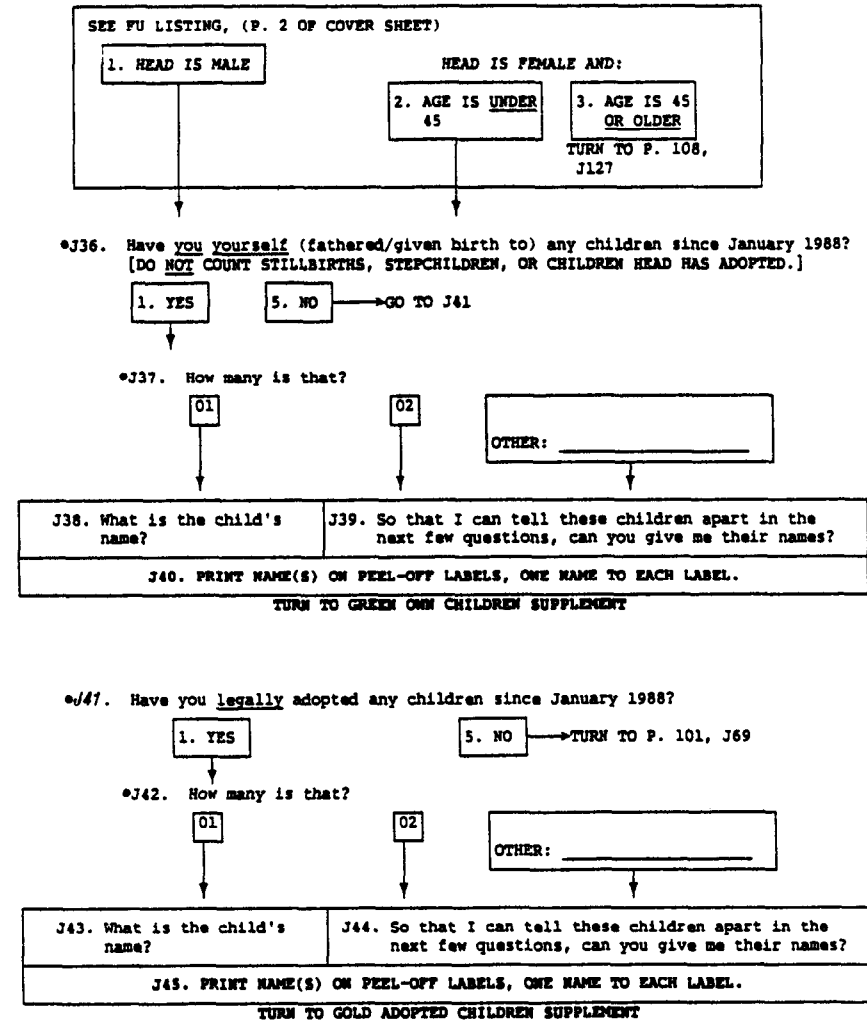 SEE FU LISTING, (P. 2 OF COVER SHEET)
1. HEAD IS MALE
HEAD IS FEMALE AND:
2. AGE IS UNDER
45
3. AGE IS 45
OR OLDER
TURN TO P. 108,
J127
*J36. Have you yourself (fathered/given birth to) any children since January 1988?
[DO NOT COUNT STILLBIRTHS, STEPCHILDREN, OR CHILDREN HEAD HAS ADOPTED.]
1. YES
5. NO
GO TO J41
*J37. How many is that?
01
02
OTHER:
J38. What is the child's
name?
J39. So that I can tell these children apart in the
next few questions, can you give me their names?
J40. PRINT NAME(S) ON PEEL-OFF LABELS, ONE NAME TO EACH LABEL.
TURN TO GREEN OWN CHILDREN SUPPLEMENT
*J41. Have you legally adopted any children since January 1988?
1. YES
5. NO
TURN TO P. 101, J69
*J42. How many is that?
01
02
OTHER:
J43. What is the child's
name?
J44. So that I can tell these children apart in the
next few questions, can you give me their names?
J45. PRINT NAME(S) ON PEEL-OFF LABELS, ONE NAME TO EACH LABEL.
TURN TO GOLD ADOPTED CHILDREN SUPPLEMENT